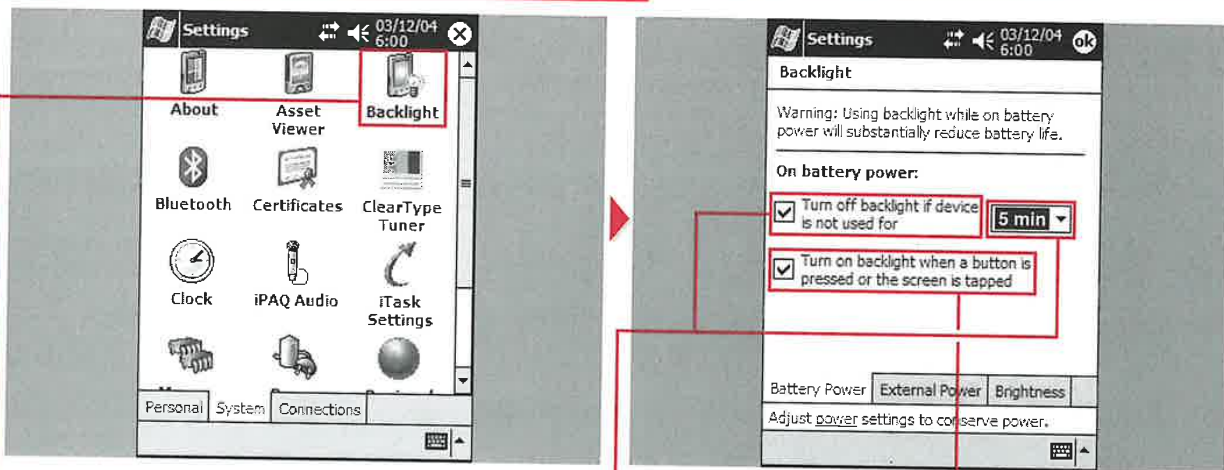 Settings
03/12/04
6:00
About
Asset
Viewer
Backlight
Bluetooth
Certificates
ClearType
Tuner
Clock
iPAQ Audio
iTask
Settings
Personal
System
Connections
Settings
03/12/04
6:00
ok
Backlight
Warning: Using backlight while on battery
power will substantially reduce battery life.
On battery power:
Turn off backlight if device
is not used for
5 min
Turn on backlight when a button is
pressed or the screen is tapped
Battery Power
External Power
Brightness
Adjust power settings to conserve power.